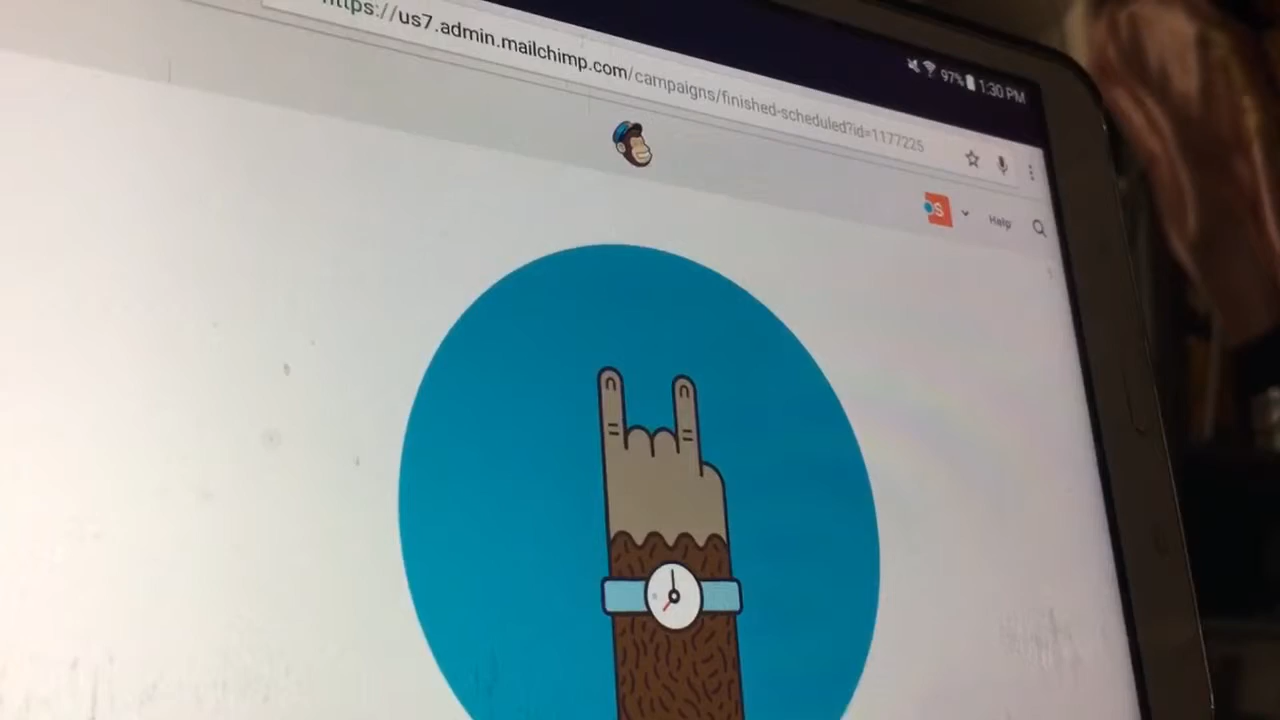 https://us7.admin.mailchimp.com/campaigns/finished-scheduled?id=1177225
97% 1:30 PM
S
Help